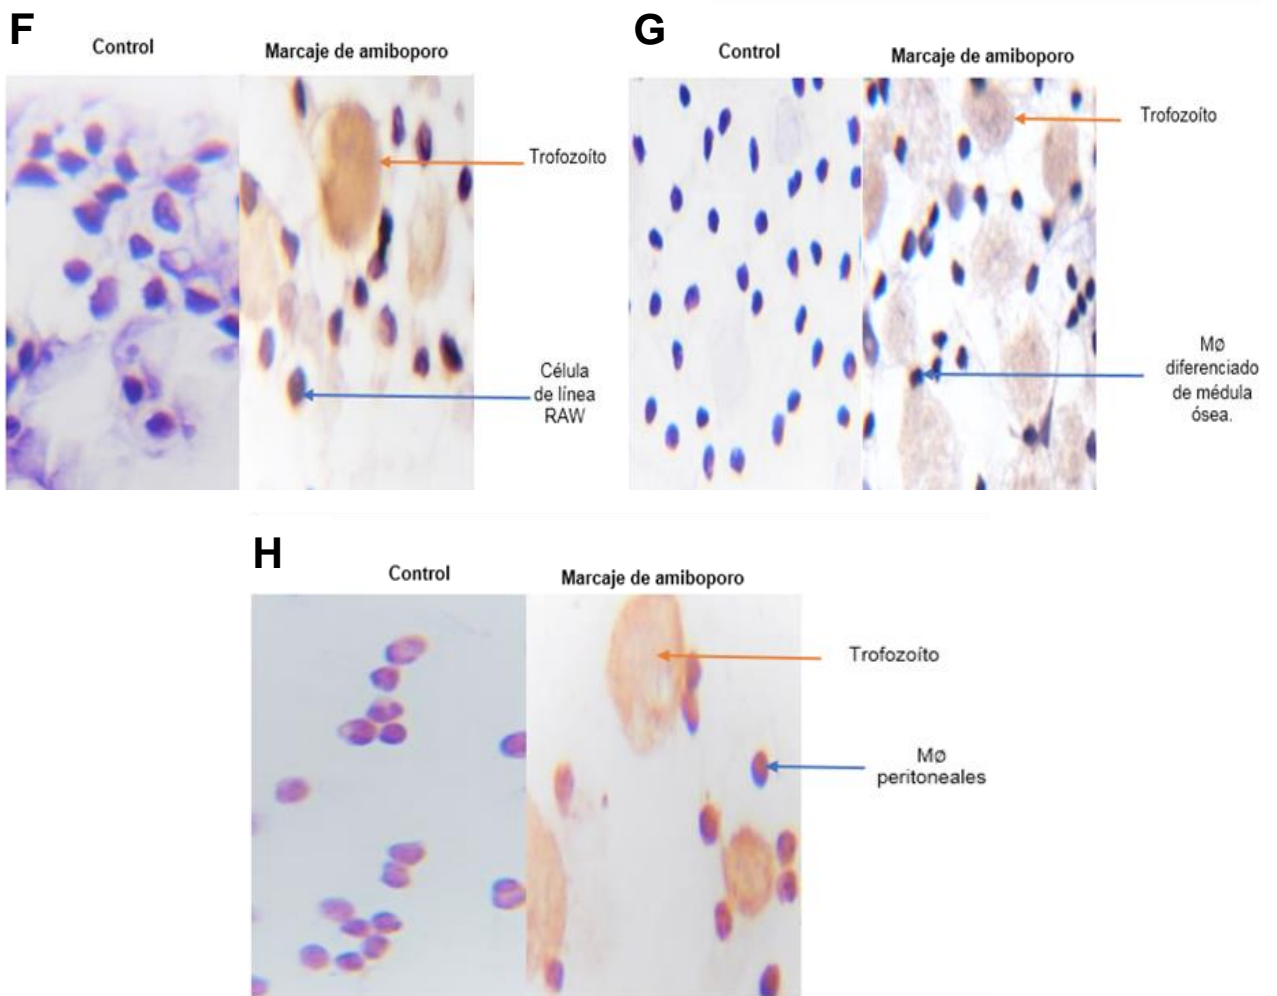 F
Control
Marcaje de amiboporo
Trofozoíto
Célula
de línea
RAW
G
Control
Marcaje de amiboporo
Trofozoíto
Mø
diferenciado
de médula
ósea.
H
Control
Marcaje de amiboporo
Trofozoíto
Mø
peritoneales